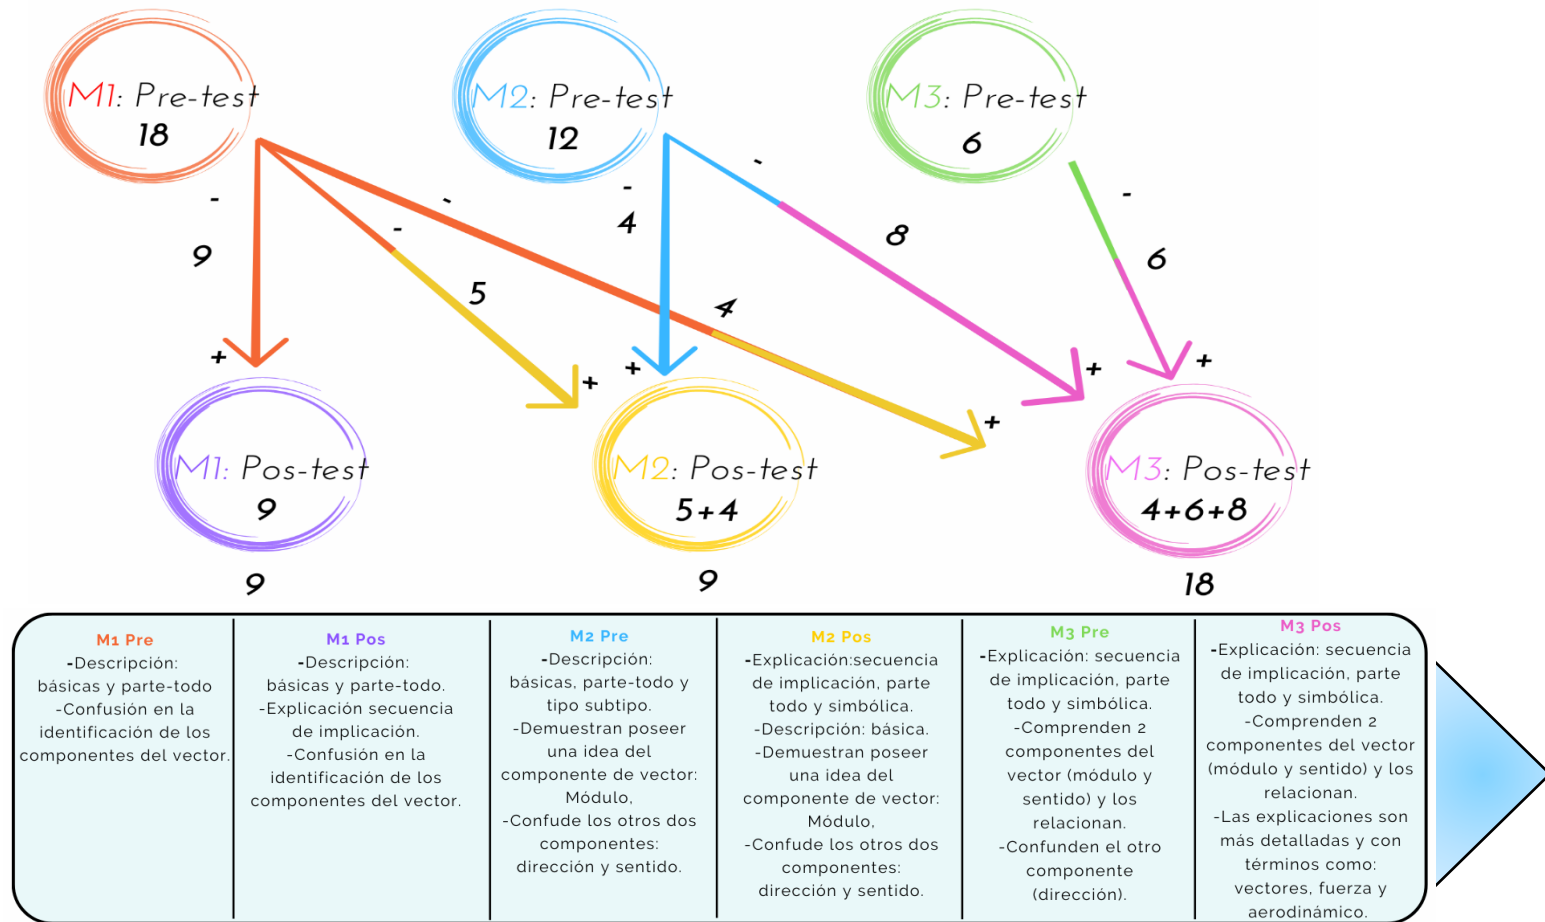 M1: Pre-test
18
M2: Pre-test
12
M3: Pre-test
6
-
9
-
-
5
-
4
4
-
8
-
6
+
+
+
+
+
+
M1: Pos-test
9
9
M2: Pos-test
5+4
9
M3: Pos-test
4+6+8
18
M1 Pre
-Descripción:
básicas y parte-todo
-Confusión en la
identificación de los
componentes del vector.
M1 Pos
-Descripción:
básicas y parte-todo.
-Explicación secuencia
de implicación.
-Confusión en la
identificación de los
componentes del vector.
M2 Pre
-Descripción:
básicas, parte-todo y
tipo subtipo.
-Demuestran poseer
una idea del
componente de vector:
Módulo,
-Confude los otros dos
componentes:
dirección y sentido.
M2 Pos
-Explicación:secuencia
de implicación, parte
todo y simbólica.
-Descripción: básica.
-Demuestran poseer
una idea del
componente de vector:
Módulo,
-Confude los otros dos
componentes:
dirección y sentido.
M3 Pre
-Explicación: secuencia
de implicación, parte
todo y simbólica.
-Comprenden 2
componentes del
vector (módulo y
sentido) y los
relacionan.
-Confunden el otro
componente
(dirección).
M3 Pos
-Explicación: secuencia
de implicación, parte
todo y simbólica.
-Comprenden 2
componentes del vector
(módulo y sentido) y los
relacionan.
-Las explicaciones son
más detalladas y con
términos como:
vectores, fuerza y
aerodinámico.